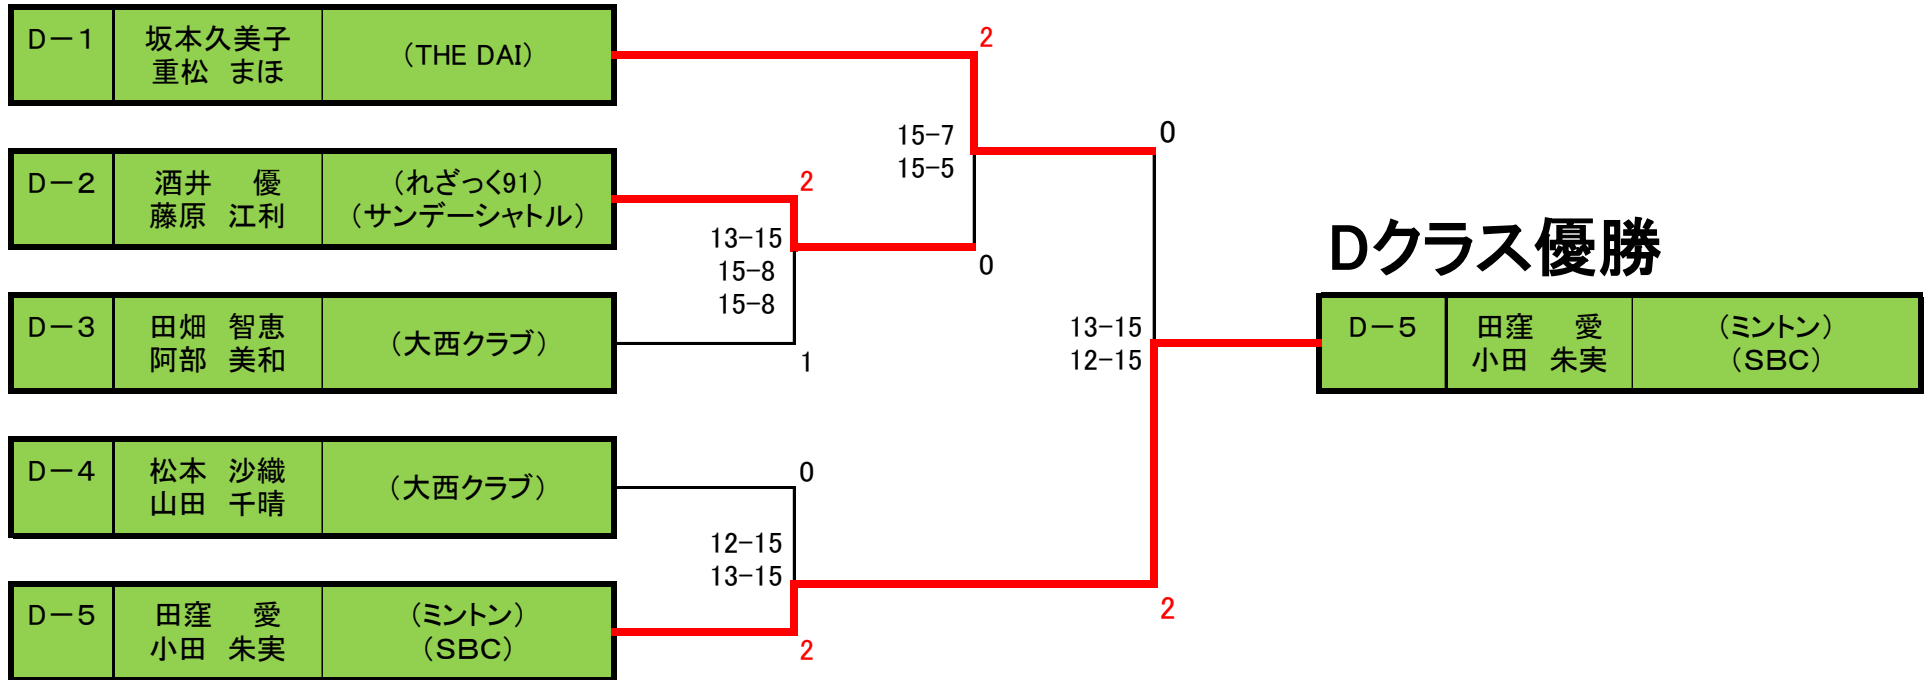 D－1 坂本久美子 (THE DAI)
重松 まほ
2
15-7
15-5
0
D－2 酒井 優 (れざっく91)
藤原 江利 (サンデーシャトル)
2
13-15
15-8
15-8
0
Dクラス優勝
D－3 田畑 智恵 (大西クラブ)
阿部 美和
1
13-15
12-15
D－5 田窪 愛 (ミントン)
小田 朱実 (SBC)
D－4 松本 沙織 (大西クラブ)
山田 千晴
0
12-15
13-15
D－5 田窪 愛 (ミントン)
小田 朱実 (SBC)
2
2